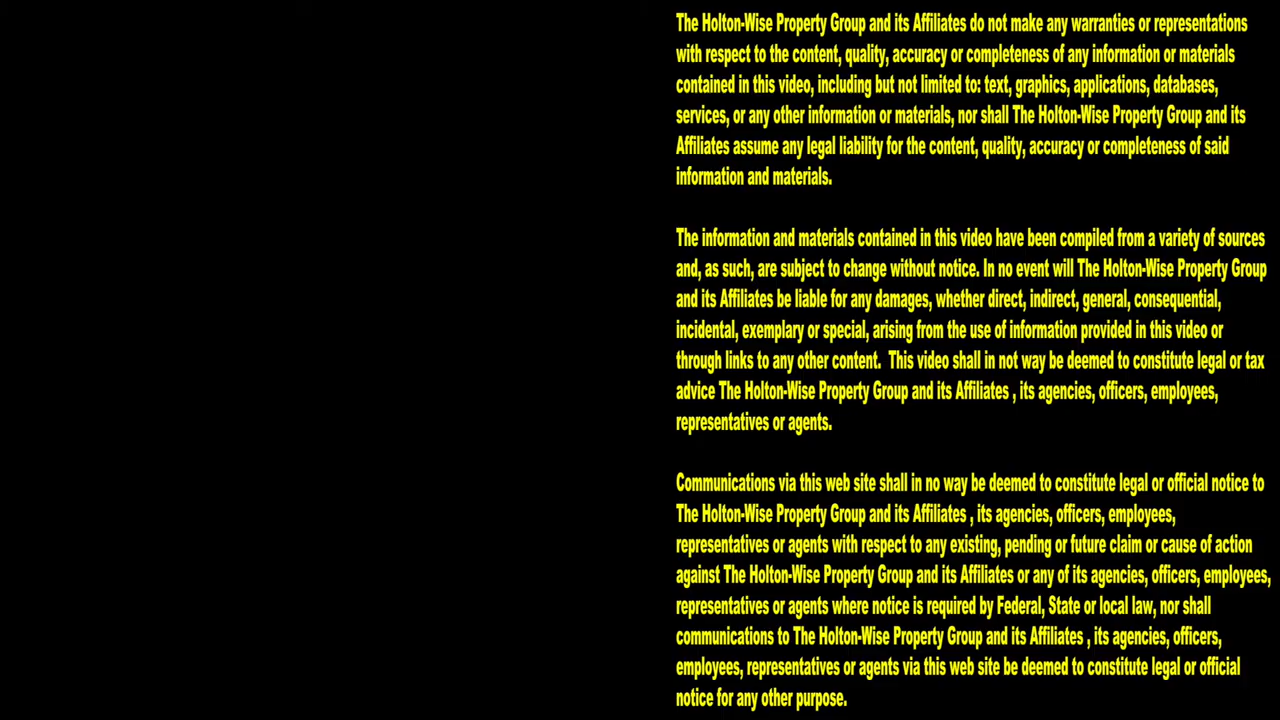 The Holton-Wise Property Group and its Affiliates do not make any warranties or representations
with respect to the content, quality, accuracy or completeness of any information or materials
contained in this video, including but not limited to: text, graphics, applications, databases,
services, or any other information or materials, nor shall The Holton-Wise Property Group and its
Affiliates assume any legal liability for the content, quality, accuracy or completeness of said
information and materials.
The information and materials contained in this video have been compiled from a variety of sources
and, as such, are subject to change without notice. In no event will The Holton-Wise Property Group
and its Affiliates be liable for any damages, whether direct, indirect, general, consequential,
incidental, exemplary or special, arising from the use of information provided in this video or
through links to any other content.  This video shall in not way be deemed to constitute legal or tax
advice The Holton-Wise Property Group and its Affiliates , its agencies, officers, employees,
representatives or agents.
Communications via this web site shall in no way be deemed to constitute legal or official notice to
The Holton-Wise Property Group and its Affiliates , its agencies, officers, employees,
representatives or agents with respect to any existing, pending or future claim or cause of action
against The Holton-Wise Property Group and its Affiliates or any of its agencies, officers, employees,
representatives or agents where notice is required by Federal, State or local law, nor shall
communications to The Holton-Wise Property Group and its Affiliates , its agencies, officers,
employees, representatives or agents via this web site be deemed to constitute legal or official
notice for any other purpose.